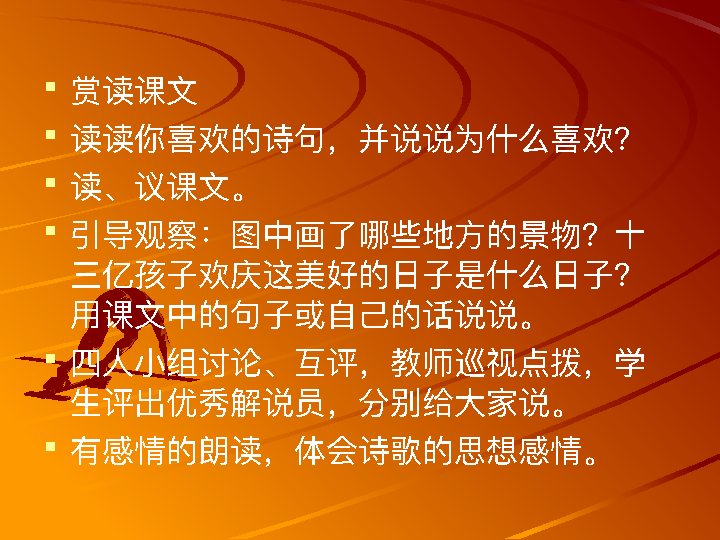 赏读课文
读读你喜欢的诗句，并说说为什么喜欢？
读、议课文。
引导观察：图中画了哪些地方的景物？十
三亿孩子欢庆这美好的日子是什么日子？
用课文中的句子或自己的话说说。
四人小组讨论、互评，教师巡视点拨，学
生评出优秀解说员，分别给大家说。
有感情的朗读，体会诗歌的思想感情。